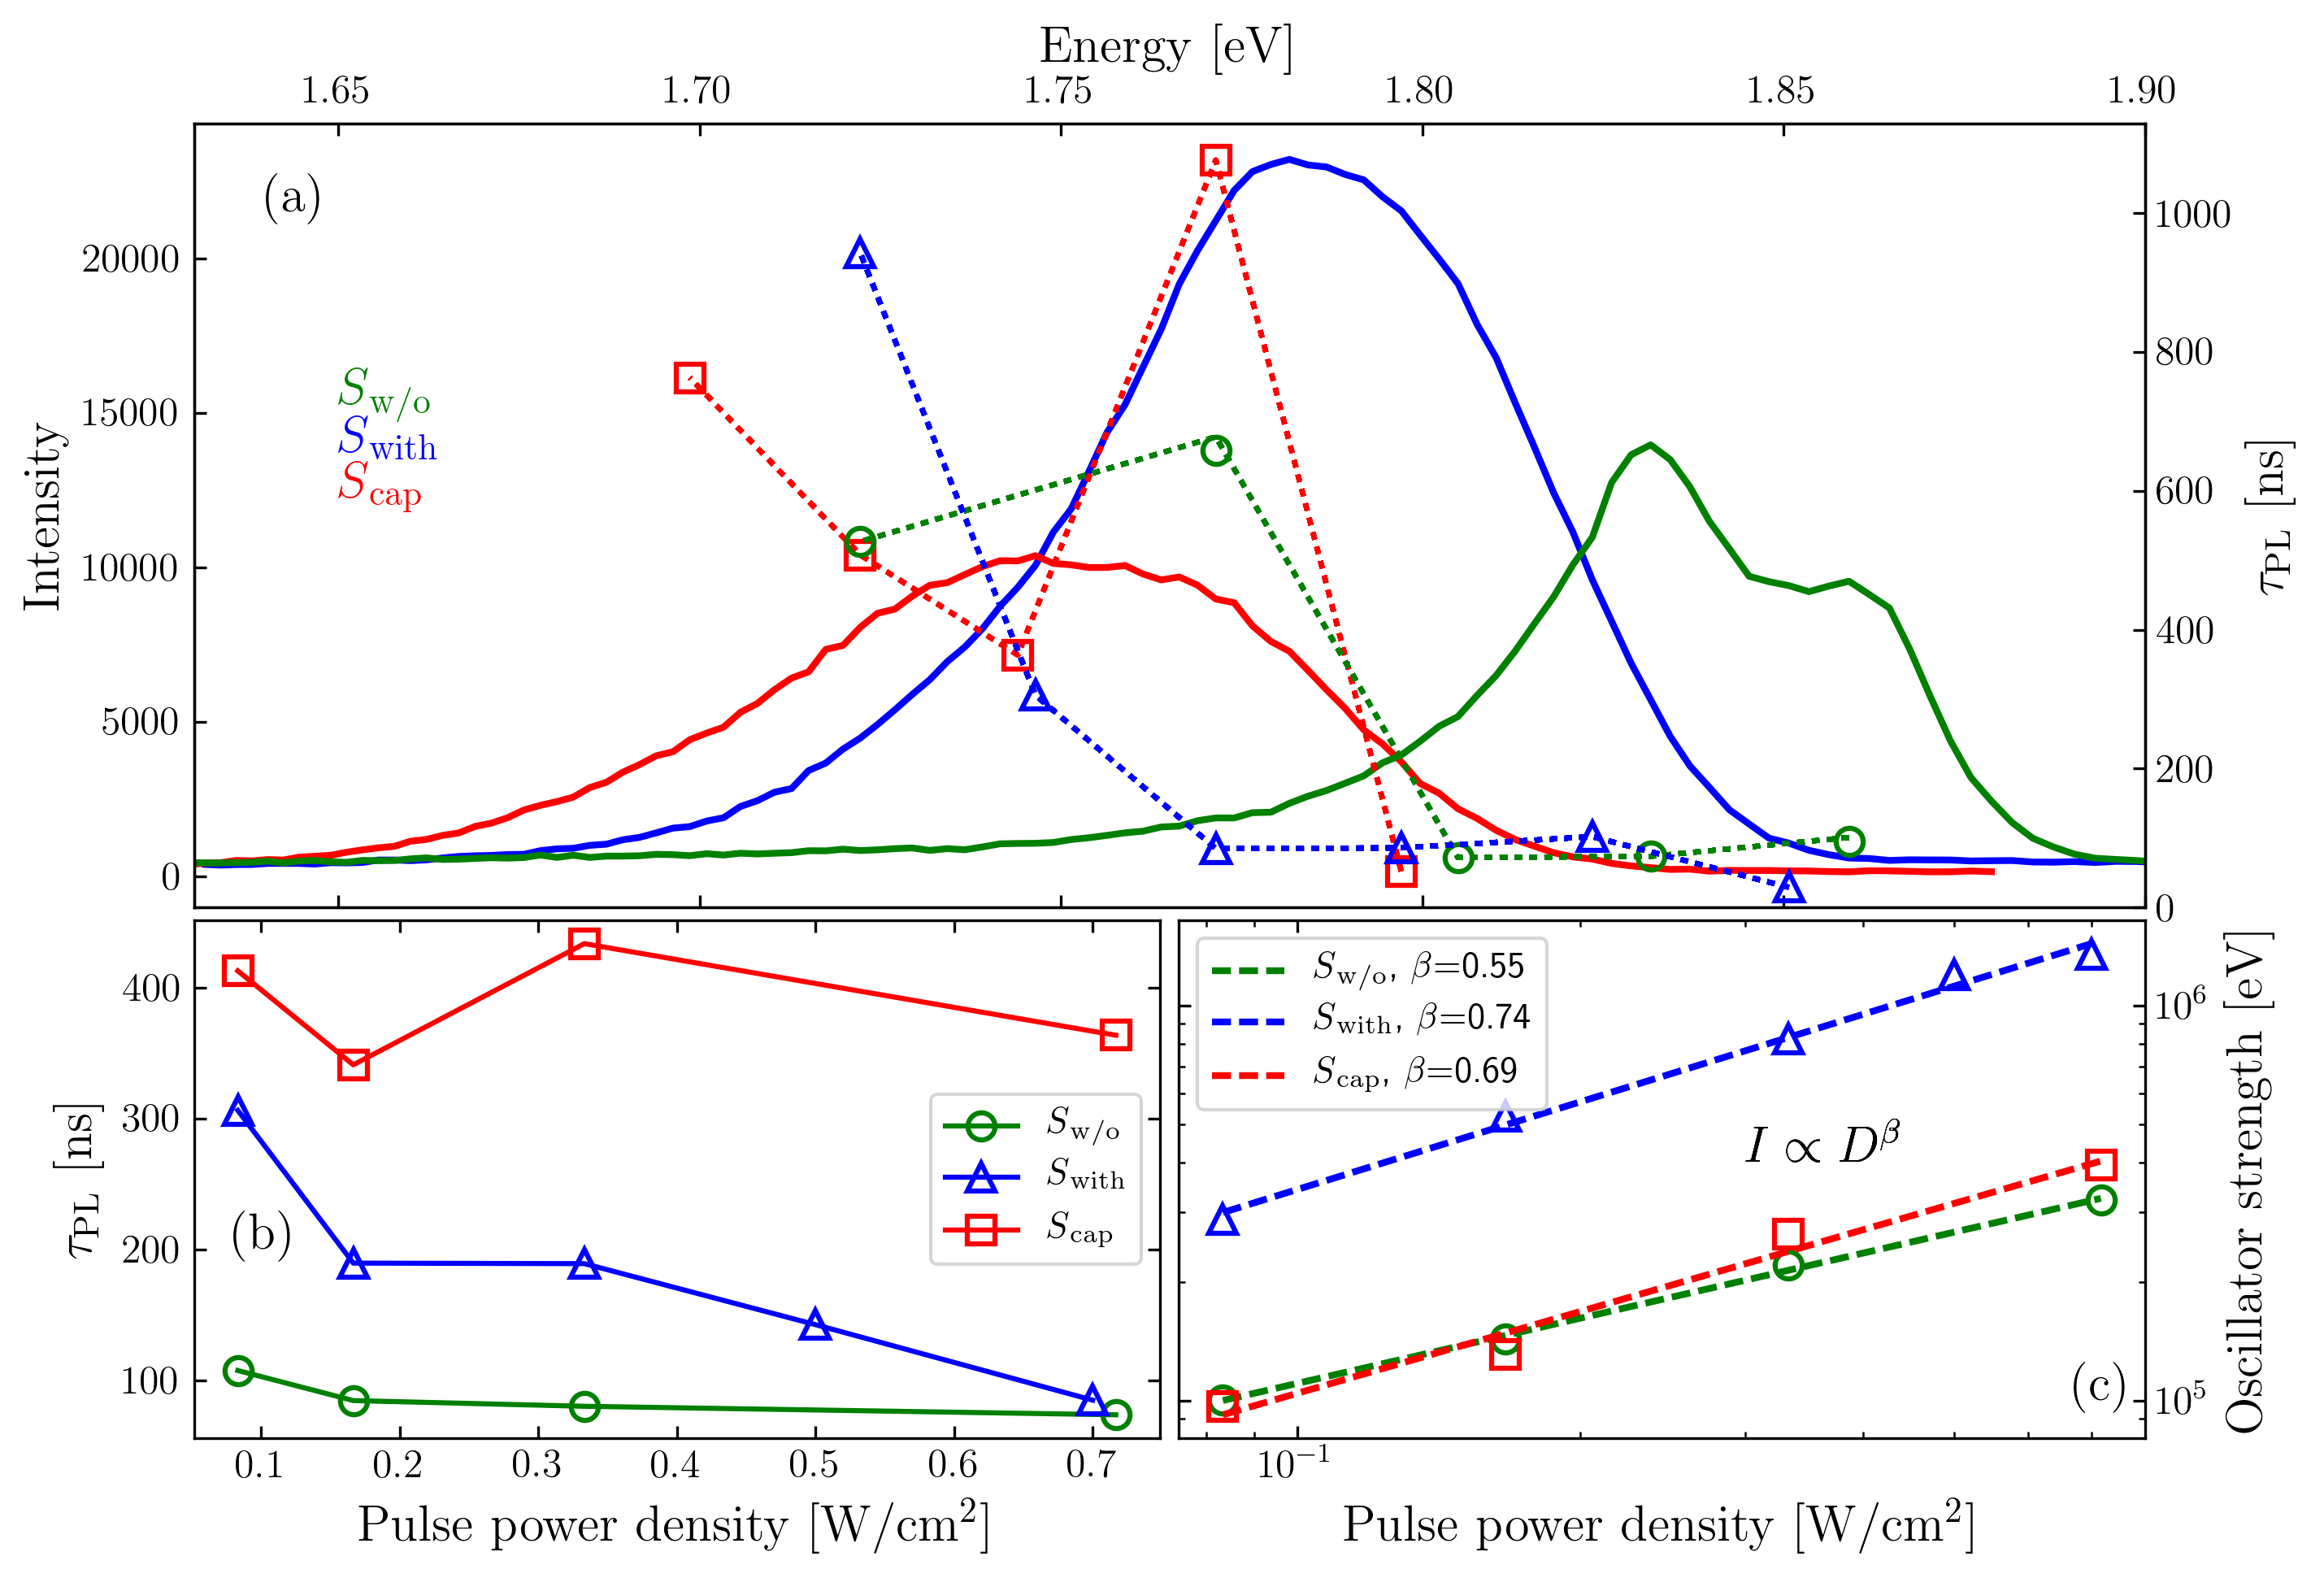 Energy [eV]
1.65 1.70 1.75 1.80 1.85 1.90
(a)
Intensity
20000
15000
10000
5000
0
S_w/o
S_with
S_cap
1000
800
600
400
200
0
τ_PL [ns]
τ_PL [ns]
400
300
200
100
(b)
S_w/o
S_with
S_cap
0.1 0.2 0.3 0.4 0.5 0.6 0.7
Pulse power density [W/cm²]
S_w/o, β=0.55
S_with, β=0.74
S_cap, β=0.69
I ∝ D^β
(c)
10⁶
10⁵
Oscillator strength [eV]
10⁻¹
Pulse power density [W/cm²]